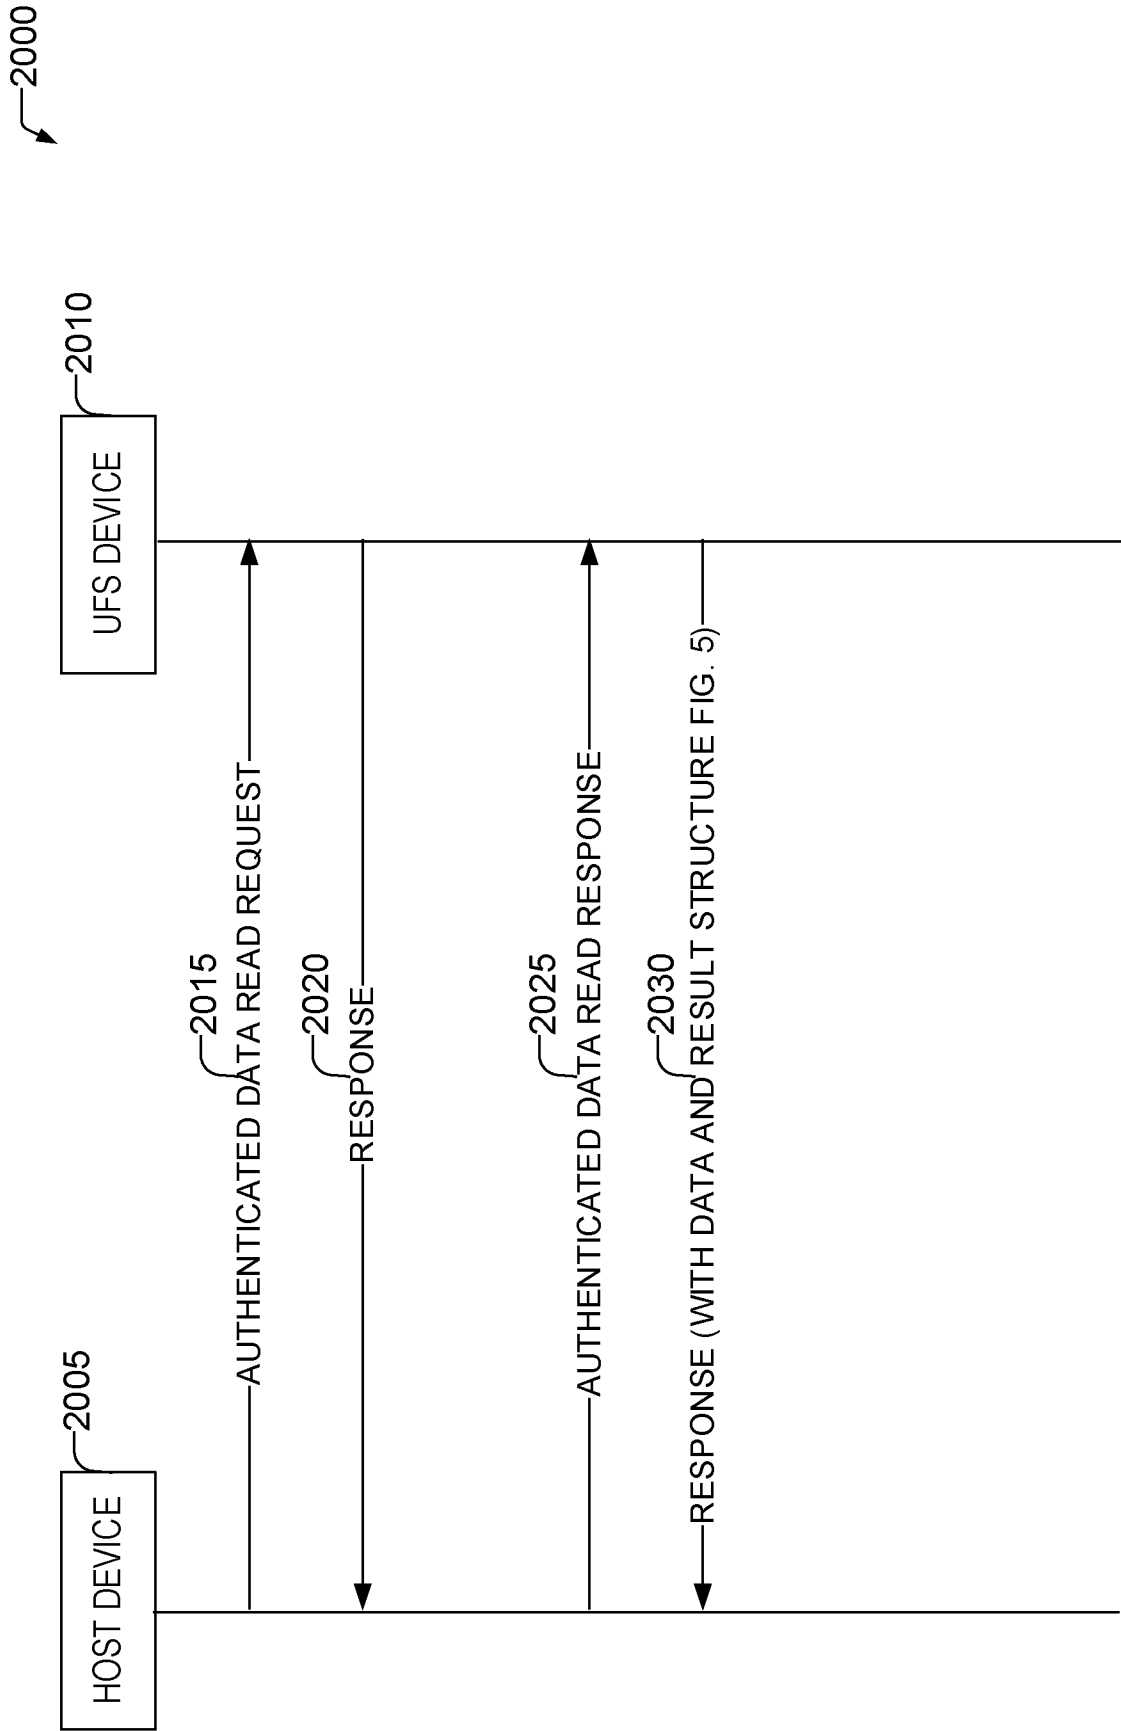 2000
HOST DEVICE
2005
UFS DEVICE
2010
2015
AUTHENTICATED DATA READ REQUEST
2020
RESPONSE
2025
AUTHENTICATED DATA READ RESPONSE
2030
RESPONSE (WITH DATA AND RESULT STRUCTURE FIG. 5)